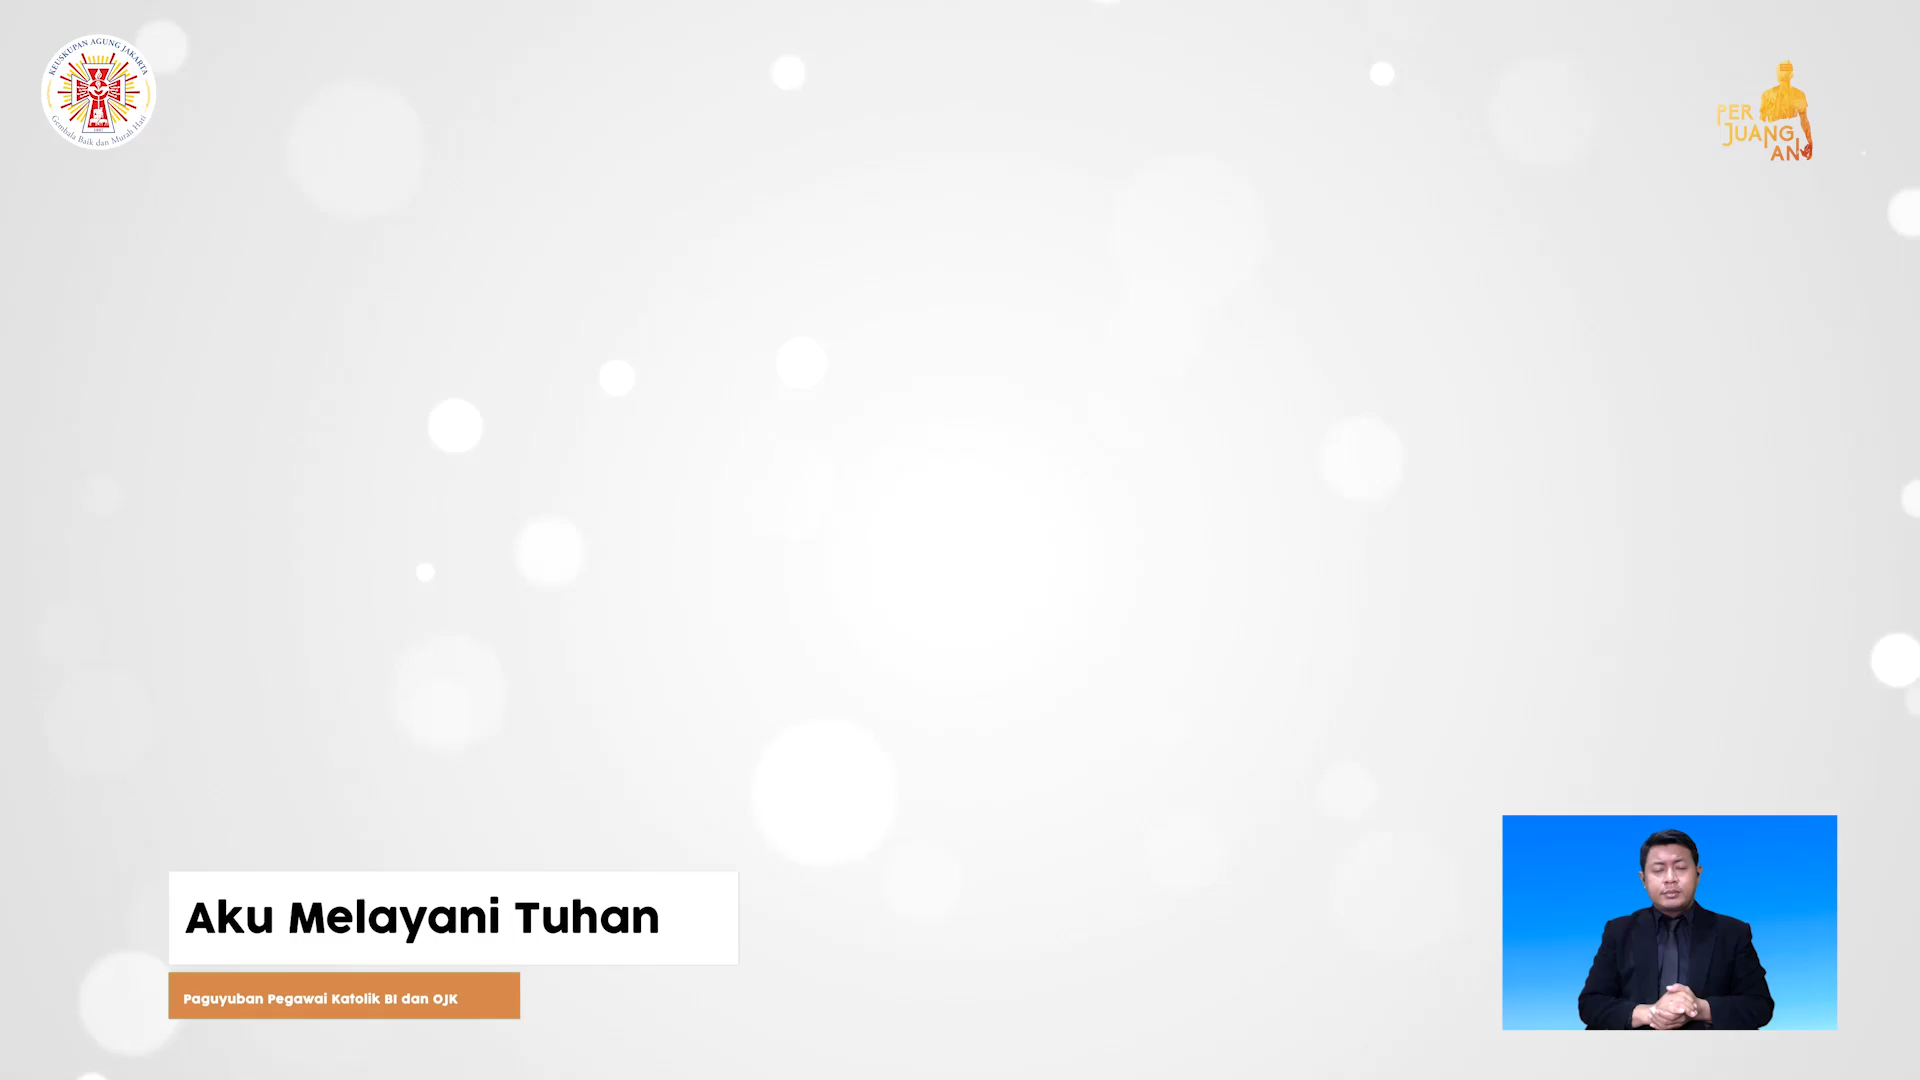 KEUSKUPAN AGUNG JAKARTA
Gembala Baik dan Murah Hati
PER
JUANG
AN
Aku Melayani Tuhan
Paguyuban Pegawai Katolik BI dan OJK